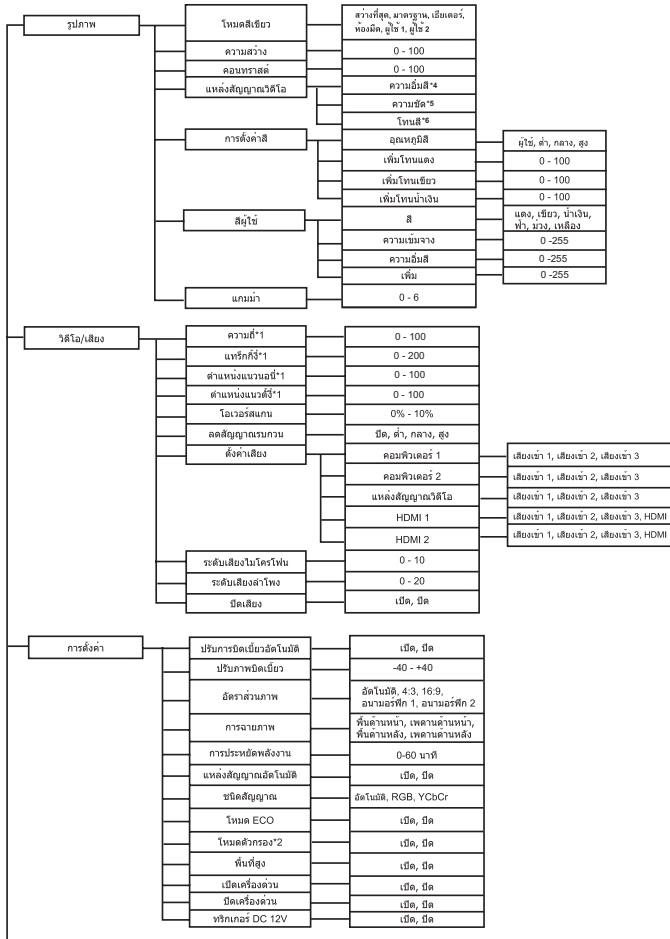 รูปภาพ
โหมดสีเขียว
สว่างที่สุด, มาตรฐาน, เธียเตอร์,
ห้องมืด, ผู้ใช้ 1, ผู้ใช้ 2
ความสว่าง
0 - 100
คอนทราสต์
0 - 100
แหล่งสัญญาณวิดีโอ
ความอิ่มสี*4
ความชัด*5
โทนสี*6
การตั้งค่าสี
อุณหภูมิสี
ผู้ใช้, ต่ำ, กลาง, สูง
เพิ่มโทนแดง
0 - 100
เพิ่มโทนเขียว
0 - 100
เพิ่มโทนน้ำเงิน
0 - 100
สีผู้ใช้
สี
แดง, เขียว, น้ำเงิน,
ฟ้า, ม่วง, เหลือง
ความเข้มจาง
0 -255
ความอิ่มสี
0 -255
เพิ่ม
0 -255
แกมม่า
0 - 6
วิดีโอ/เสียง
ความถี่*1
0 - 100
แทร็กกิ้ง*1
0 - 200
ตำแหน่งแนวนอน*1
0 - 100
ตำแหน่งแนวตั้ง*1
0 - 100
โอเวอร์สแกน
0% - 10%
ลดสัญญาณรบกวน
ปิด, ต่ำ, กลาง, สูง
ตั้งค่าเสียง
คอมพิวเตอร์ 1
เสียงเข้า 1, เสียงเข้า 2, เสียงเข้า 3
คอมพิวเตอร์ 2
เสียงเข้า 1, เสียงเข้า 2, เสียงเข้า 3
แหล่งสัญญาณวิดีโอ
เสียงเข้า 1, เสียงเข้า 2, เสียงเข้า 3
HDMI 1
เสียงเข้า 1, เสียงเข้า 2, เสียงเข้า 3, HDMI
HDMI 2
เสียงเข้า 1, เสียงเข้า 2, เสียงเข้า 3, HDMI
ระดับเสียงไมโครโฟน
0 - 10
ระดับเสียงลำโพง
0 - 20
ปิดเสียง
เปิด, ปิด
การตั้งค่า
ปรับการบิดเบี้ยวอัตโนมัติ
เปิด, ปิด
ปรับภาพบิดเบี้ยว
-40 - +40
อัตราส่วนภาพ
อัตโนมัติ, 4:3, 16:9,
อนามอร์ฟิก 1, อนามอร์ฟิก 2
การฉายภาพ
พื้นด้านหน้า, เพดานด้านหน้า,
พื้นด้านหลัง, เพดานด้านหลัง
การประหยัดพลังงาน
0-60 นาที
แหล่งสัญญาณอัตโนมัติ
เปิด, ปิด
ชนิดสัญญาณ
อัตโนมัติ, RGB, YCbCr
โหมด ECO
เปิด, ปิด
โหมดตัวกรอง*2
เปิด, ปิด
พื้นที่สูง
เปิด, ปิด
เปิดเครื่องด่วน
เปิด, ปิด
ปิดเครื่องด่วน
เปิด, ปิด
ทริกเกอร์ DC 12V
เปิด, ปิด